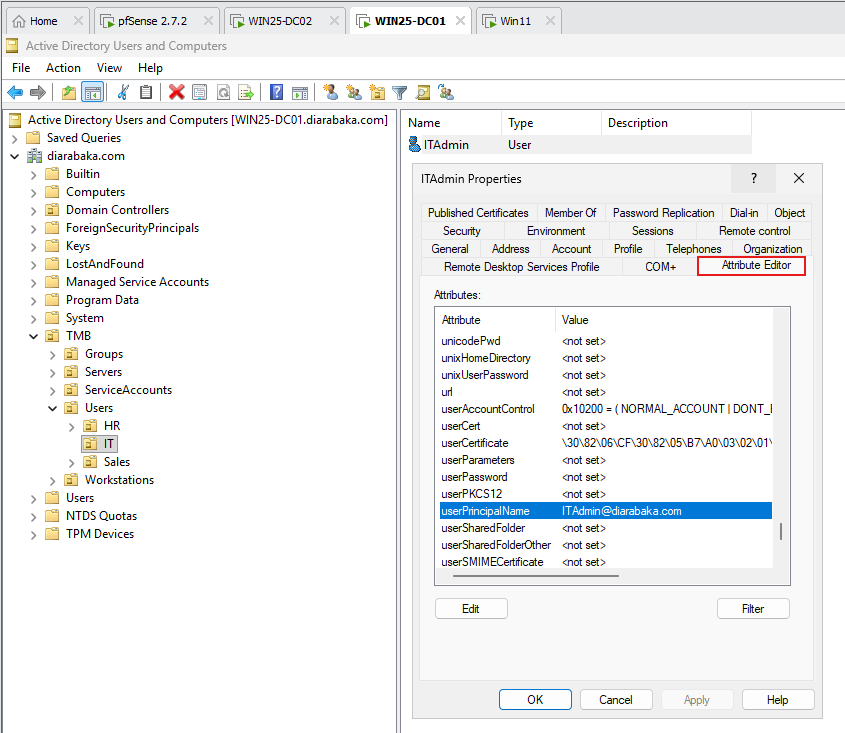 Home
pfSense 2.7.2
WIN25-DC02
WIN25-DC01
Win11
Active Directory Users and Computers
File Action View Help
Active Directory Users and Computers [WIN25-DC01.diarabaka.com]
Saved Queries
diarabaka.com
Builtin
Computers
Domain Controllers
ForeignSecurityPrincipals
Keys
LostAndFound
Managed Service Accounts
Program Data
System
TMB
Groups
Servers
ServiceAccounts
Users
HR
IT
Sales
Workstations
Users
NTDS Quotas
TPM Devices
Name Type Description
ITAdmin User
ITAdmin Properties ?
Published Certificates Member Of Password Replication Dial-in Object
Security Environment Sessions Remote control
General Address Account Profile Telephones Organization
Remote Desktop Services Profile COM+ Attribute Editor
Attributes:
Attribute Value
unicodePwd <not set>
unixHomeDirectory <not set>
unixUserPassword <not set>
url <not set>
userAccountControl 0x10200 = ( NORMAL_ACCOUNT | DONT_
userCert <not set>
userCertificate \30\82\06\CF\30\82\05\B7\A0\03\02\01\
userParameters <not set>
userPassword <not set>
userPKCS12 <not set>
userPrincipalName ITAdmin@diarabaka.com
userSharedFolder <not set>
userSharedFolderOther <not set>
userSMIMECertificate <not set>
Edit Filter
OK Cancel Apply Help